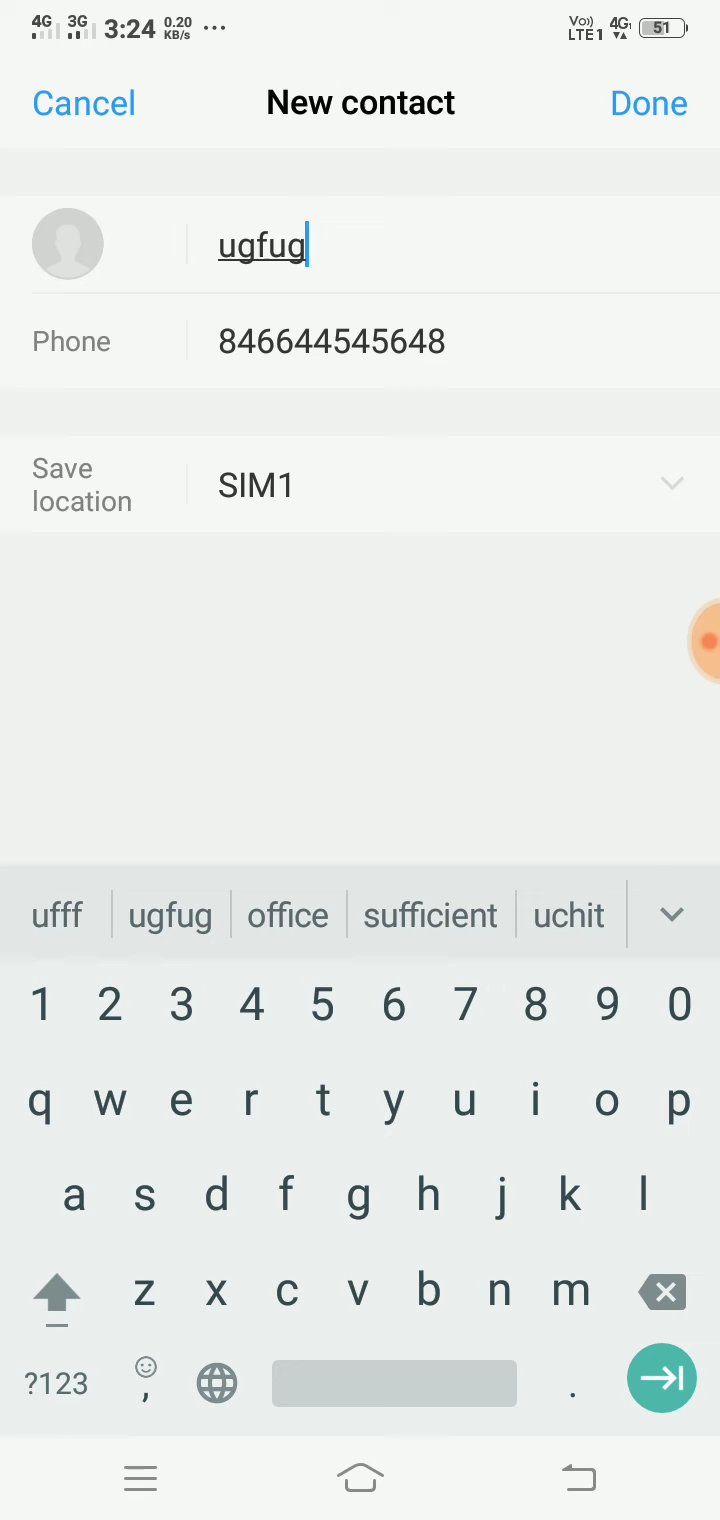 4G 3G 3:24 0.20 KB/s ... Vo)) LTE1 4G1 51
Cancel New contact Done
ugfug
Phone 846644545648
Save location SIM1
ufff ugfug office sufficient uchit
1 2 3 4 5 6 7 8 9 0
q w e r t y u i o p
a s d f g h j k l
z x c v b n m
?123 , .